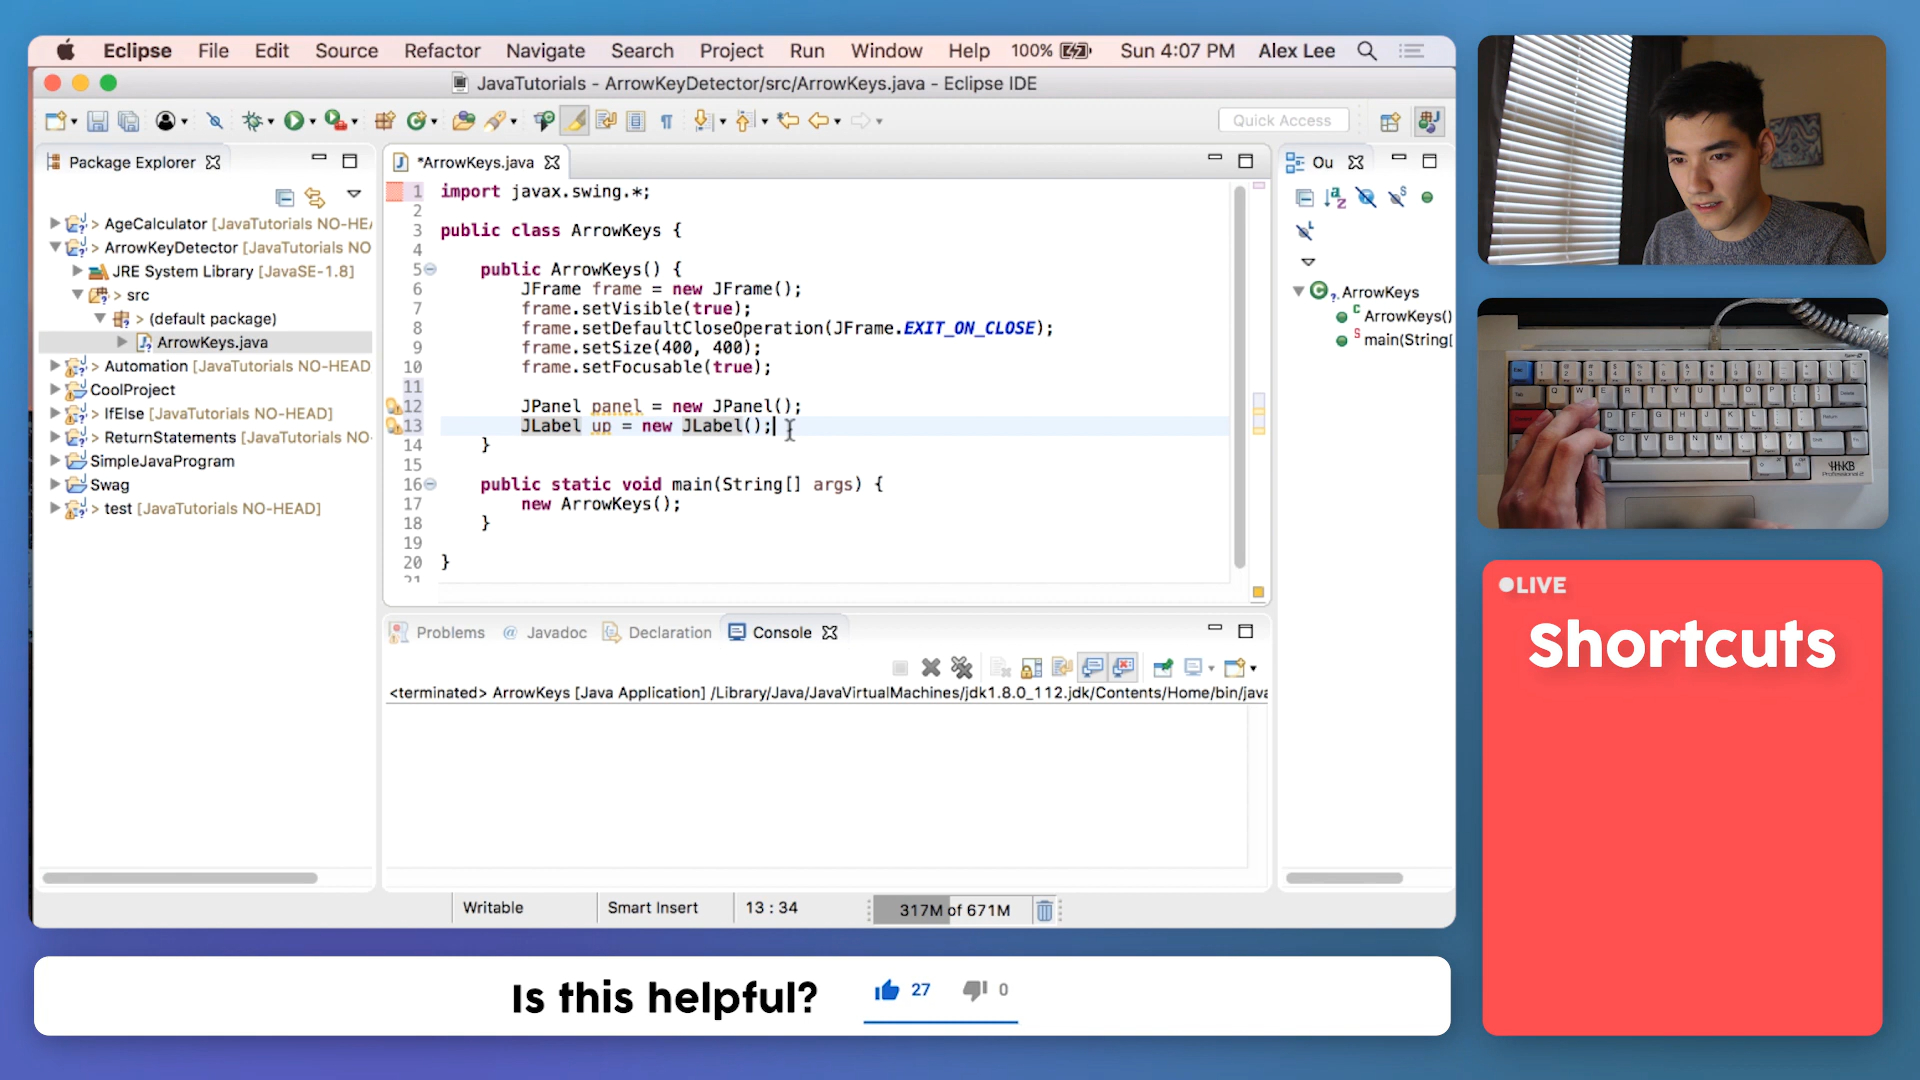 Eclipse File Edit Source Refactor Navigate Search Project Run Window Help 100% Sun 4:07 PM Alex Lee
JavaTutorials - ArrowKeyDetector/src/ArrowKeys.java - Eclipse IDE
Quick Access
Package Explorer
> AgeCalculator [JavaTutorials NO-HEA
> ArrowKeyDetector [JavaTutorials NO
JRE System Library [JavaSE-1.8]
> src
> (default package)
ArrowKeys.java
> Automation [JavaTutorials NO-HEAD
CoolProject
> IfElse [JavaTutorials NO-HEAD]
> ReturnStatements [JavaTutorials NO-
SimpleJavaProgram
Swag
> test [JavaTutorials NO-HEAD]
*ArrowKeys.java
1 import javax.swing.*;
2
3 public class ArrowKeys {
4
5 public ArrowKeys() {
6 JFrame frame = new JFrame();
7 frame.setVisible(true);
8 frame.setDefaultCloseOperation(JFrame.EXIT_ON_CLOSE);
9 frame.setSize(400, 400);
10 frame.setFocusable(true);
11
12 JPanel panel = new JPanel();
13 JLabel up = new JLabel();
14 }
15
16 public static void main(String[] args) {
17 new ArrowKeys();
18 }
19
20 }
21
Ou
ArrowKeys
ArrowKeys()
main(String[
Problems @ Javadoc Declaration Console
<terminated> ArrowKeys [Java Application] /Library/Java/JavaVirtualMachines/jdk1.8.0_112.jdk/Contents/Home/bin/java
Writable Smart Insert 13 : 34 317M of 671M
Is this helpful? 27 0
LIVE
Shortcuts
HHKB
Professional